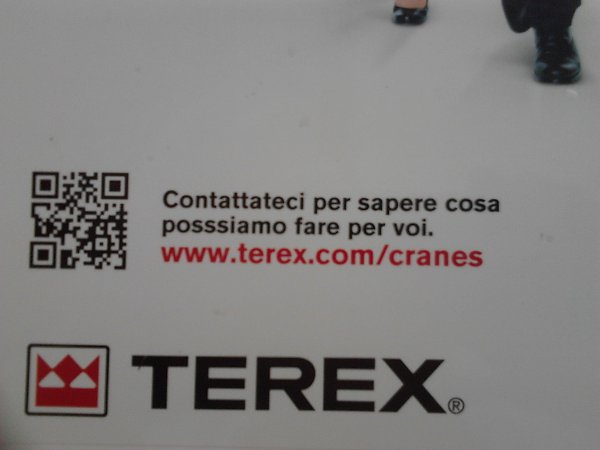 Contattateci per sapere cosa
posssiamo fare per voi.
www.terex.com/cranes
TEREX®